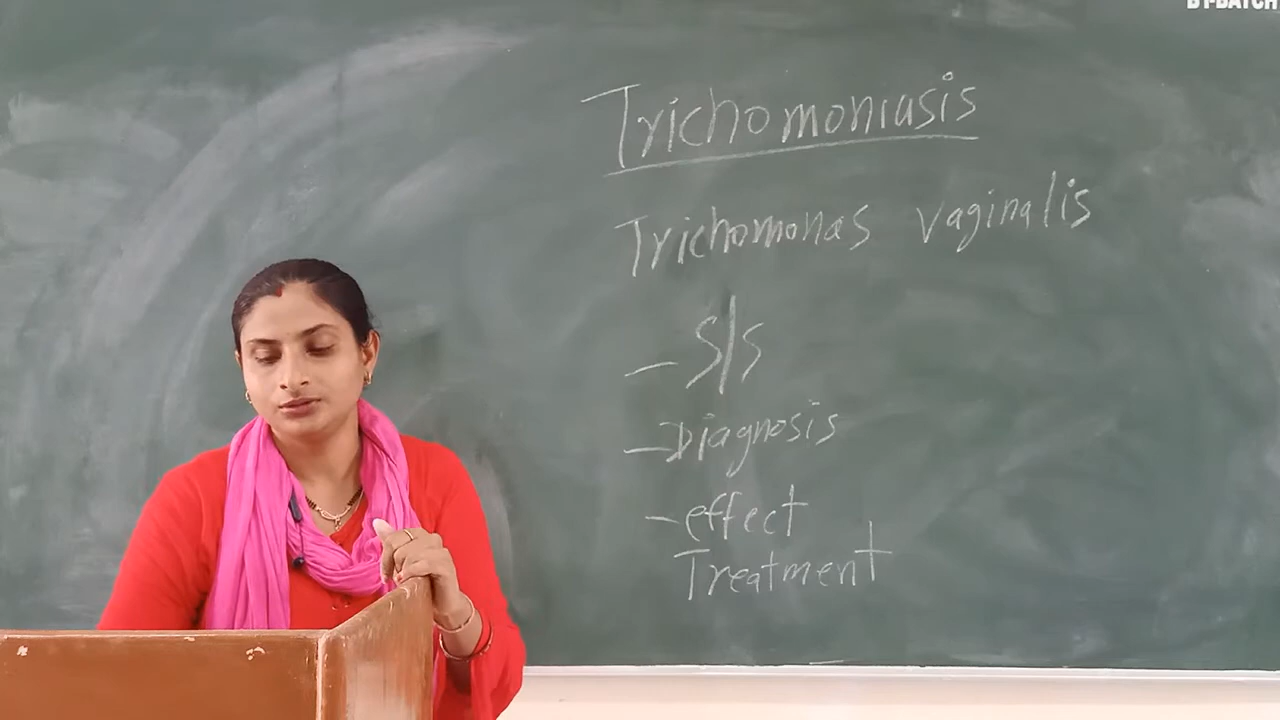 Trichomoniasis
Trichomonas vaginalis
- S/S
- Diagnosis
- effect
Treatment